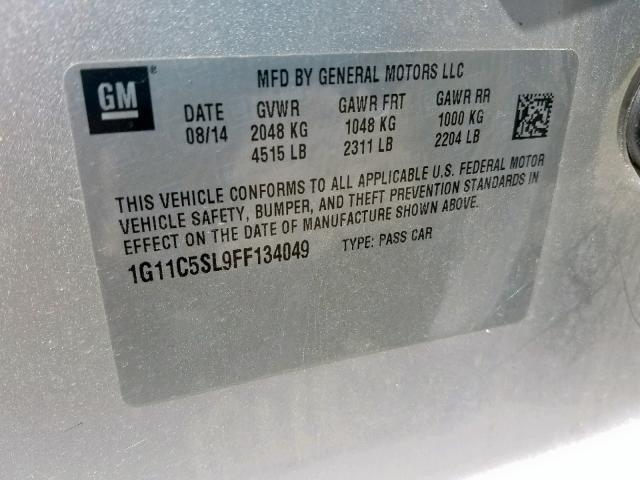 GM®
MFD BY GENERAL MOTORS LLC
DATE GVWR GAWR FRT GAWR RR
08/14 2048 KG 1048 KG 1000 KG
4515 LB 2311 LB 2204 LB
THIS VEHICLE CONFORMS TO ALL APPLICABLE U.S. FEDERAL MOTOR
VEHICLE SAFETY, BUMPER, AND THEFT PREVENTION STANDARDS IN
EFFECT ON THE DATE OF MANUFACTURE SHOWN ABOVE.
1G11C5SL9FF134049 TYPE: PASS CAR